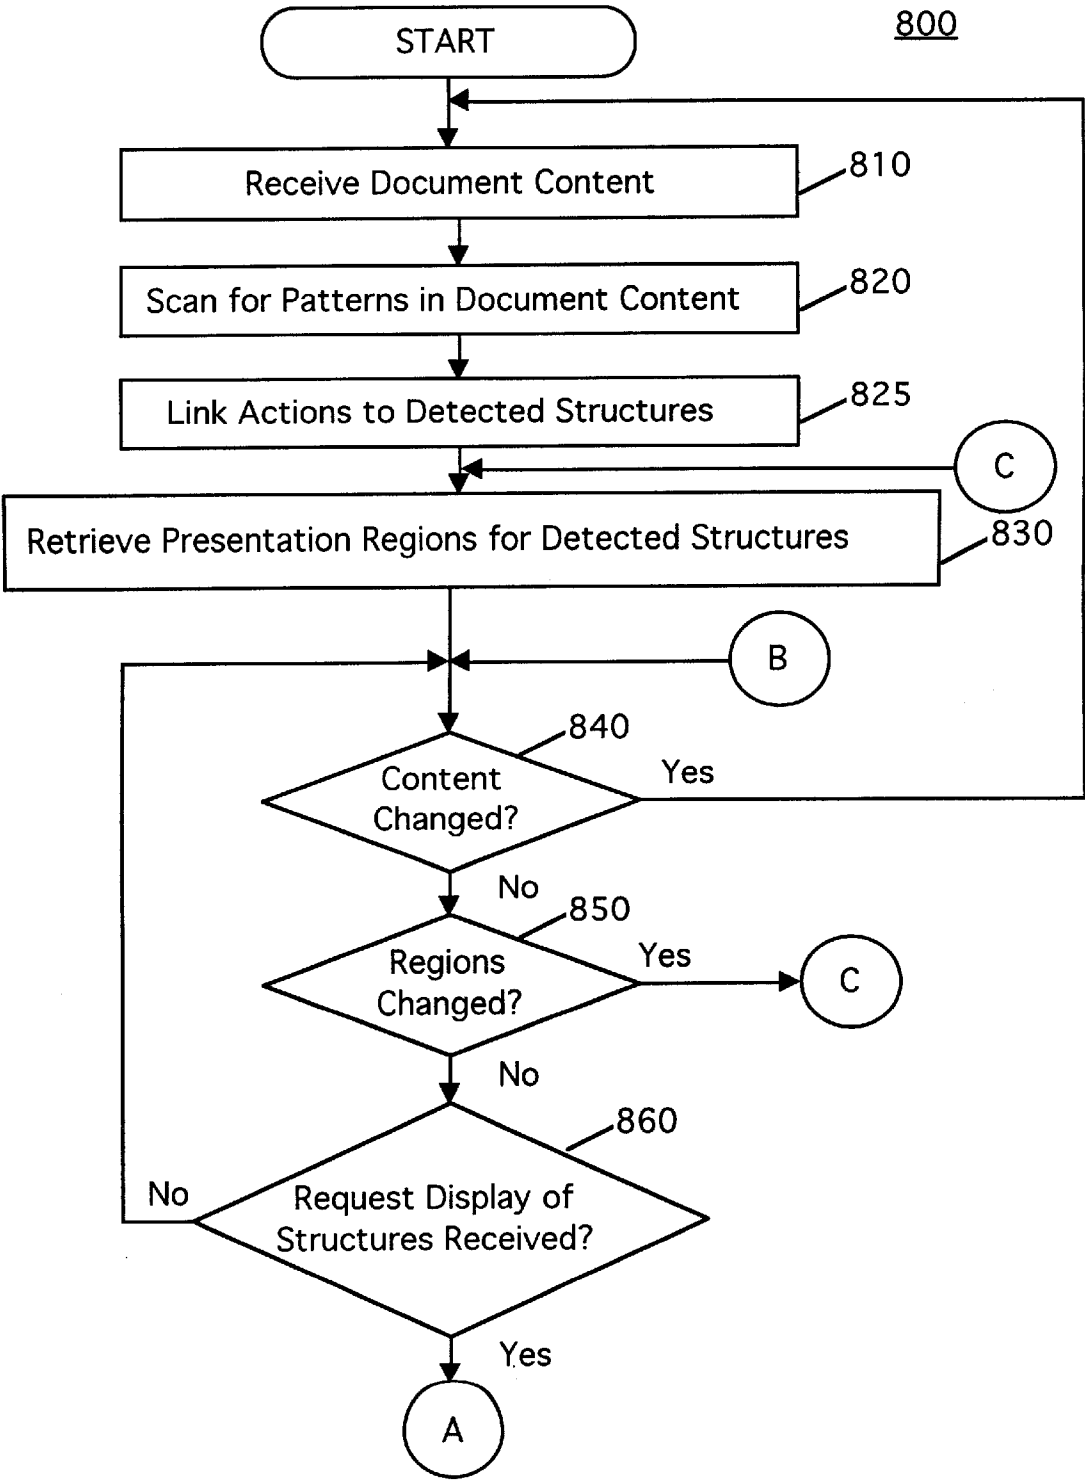 START
800
Receive Document Content
810
Scan for Patterns in Document Content
820
Link Actions to Detected Structures
825
C
Retrieve Presentation Regions for Detected Structures
830
B
840
Content
Changed?
Yes
No
850
Regions
Changed?
Yes
C
No
860
Request Display of
Structures Received?
No
Yes
A